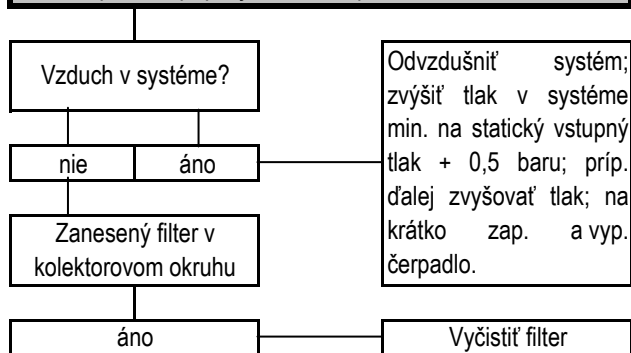 Vzduch v systéme?
nie
áno
Odvzdušniť systém;
zvýšiť tlak v systéme
min. na statický vstupný
tlak + 0,5 baru; príp.
ďalej zvyšovať tlak; na
krátko zap. a vyp.
čerpadlo.
Zanesený filter v
kolektorovom okruhu
áno
Vyčistiť filter